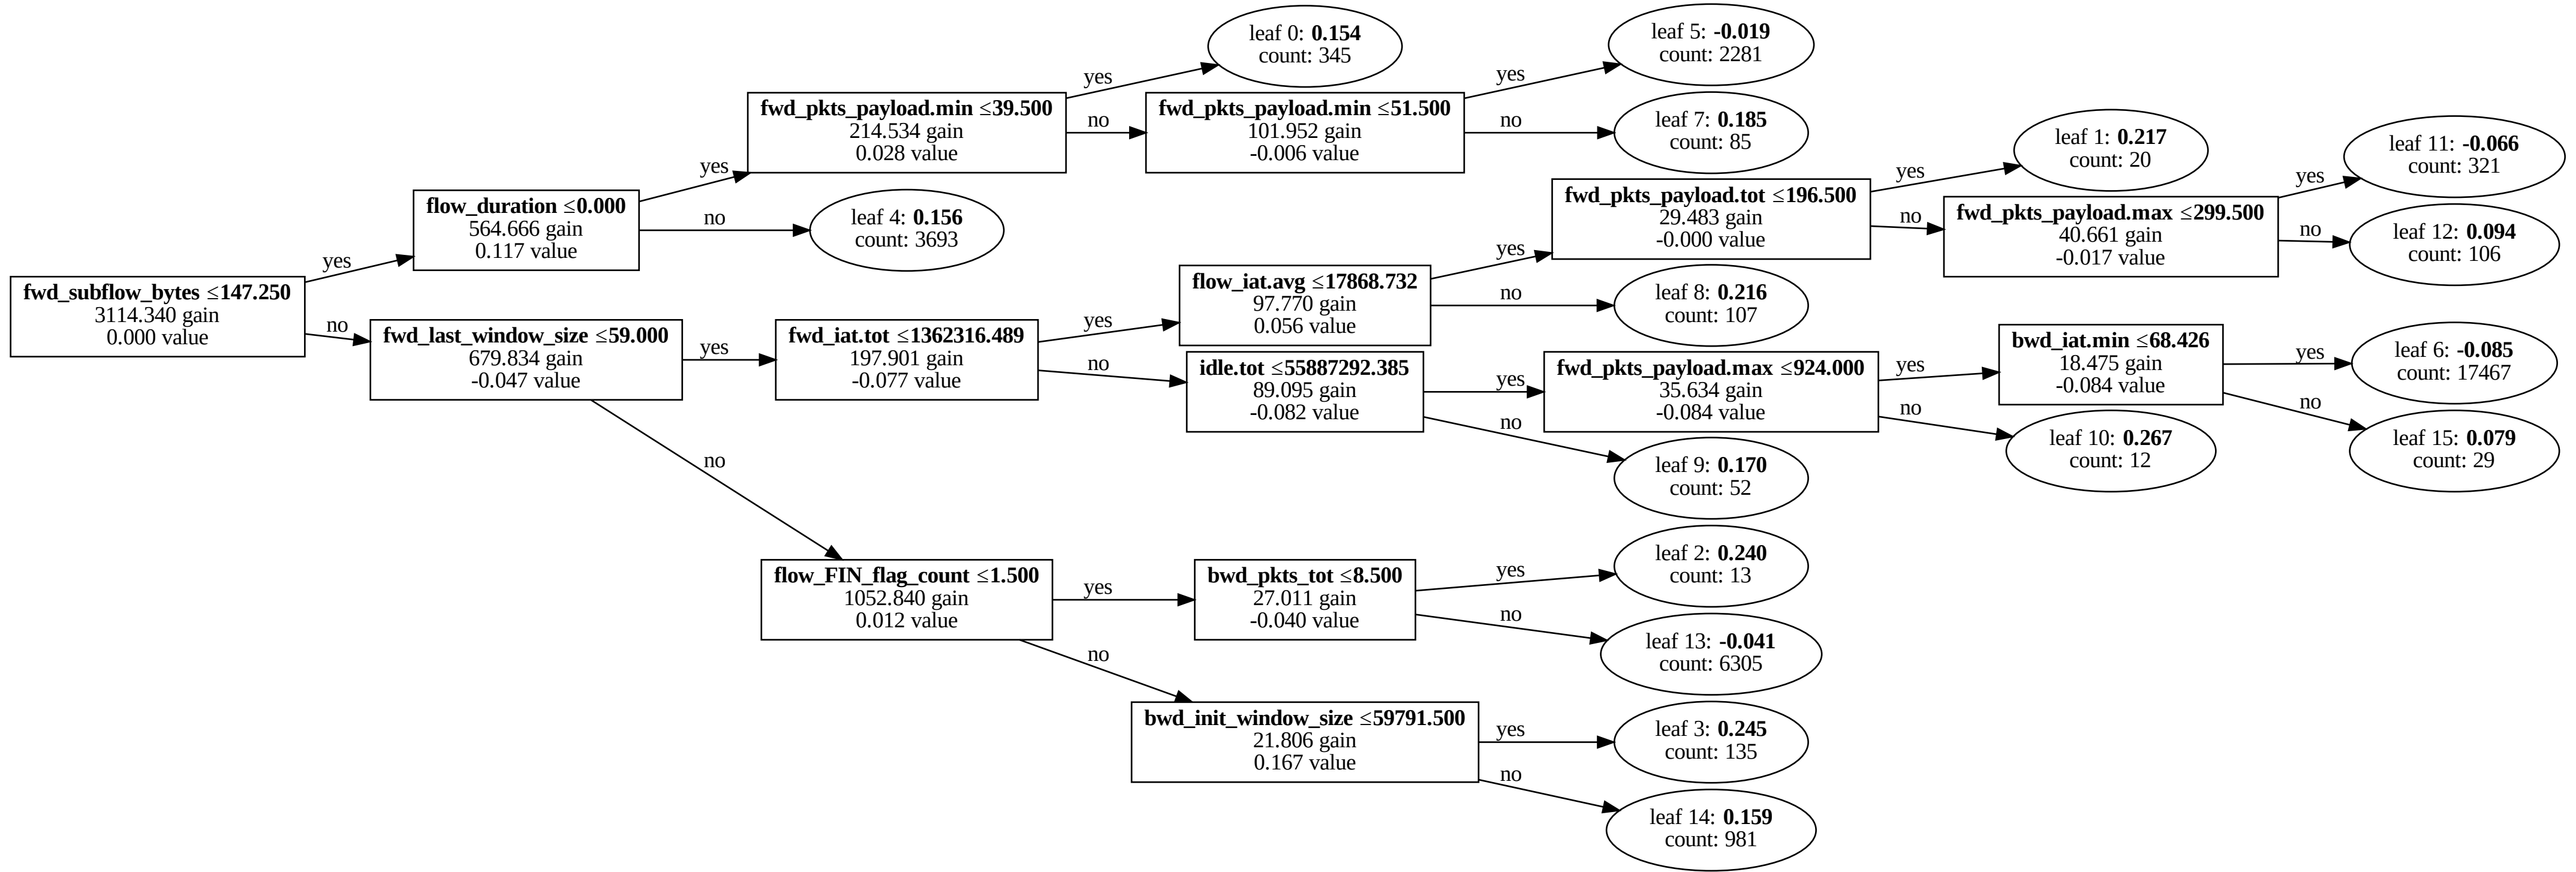 fwd_subflow_bytes ≤147.250
3114.340 gain
0.000 value
yes
no
flow_duration ≤0.000
564.666 gain
0.117 value
yes
no
fwd_pkts_payload.min ≤39.500
214.534 gain
0.028 value
yes
no
leaf 0: 0.154
count: 345
fwd_pkts_payload.min ≤51.500
101.952 gain
-0.006 value
yes
no
leaf 5: -0.019
count: 2281
leaf 7: 0.185
count: 85
leaf 4: 0.156
count: 3693
fwd_last_window_size ≤59.000
679.834 gain
-0.047 value
yes
no
fwd_iat.tot ≤1362316.489
197.901 gain
-0.077 value
yes
no
flow_iat.avg ≤17868.732
97.770 gain
0.056 value
yes
no
fwd_pkts_payload.tot ≤196.500
29.483 gain
-0.000 value
yes
no
leaf 1: 0.217
count: 20
fwd_pkts_payload.max ≤299.500
40.661 gain
-0.017 value
yes
no
leaf 11: -0.066
count: 321
leaf 12: 0.094
count: 106
leaf 8: 0.216
count: 107
idle.tot ≤55887292.385
89.095 gain
-0.082 value
yes
no
fwd_pkts_payload.max ≤924.000
35.634 gain
-0.084 value
yes
no
bwd_iat.min ≤68.426
18.475 gain
-0.084 value
yes
no
leaf 6: -0.085
count: 17467
leaf 15: 0.079
count: 29
leaf 10: 0.267
count: 12
leaf 9: 0.170
count: 52
flow_FIN_flag_count ≤1.500
1052.840 gain
0.012 value
yes
no
bwd_pkts_tot ≤8.500
27.011 gain
-0.040 value
yes
no
leaf 2: 0.240
count: 13
leaf 13: -0.041
count: 6305
bwd_init_window_size ≤59791.500
21.806 gain
0.167 value
yes
no
leaf 3: 0.245
count: 135
leaf 14: 0.159
count: 981